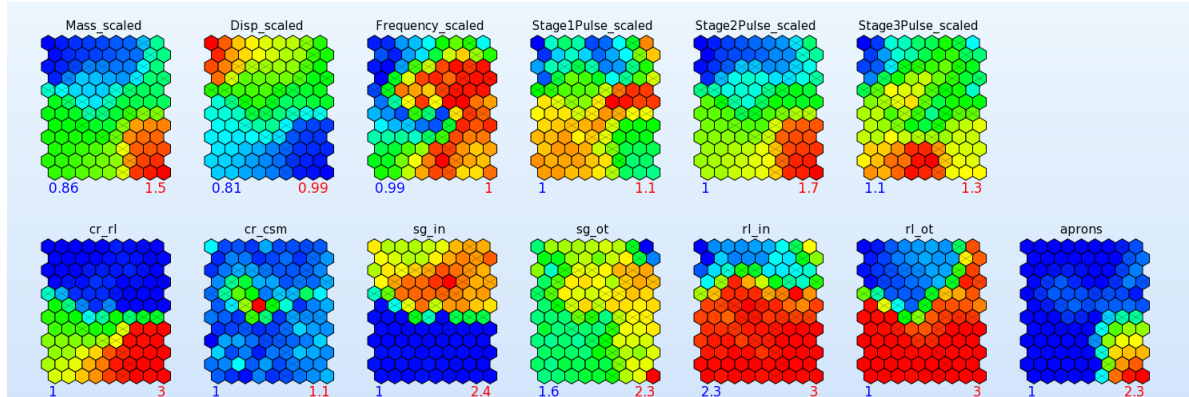 Mass_scaled Disp_scaled Frequency_scaled Stage1Pulse_scaled Stage2Pulse_scaled Stage3Pulse_scaled
0.86 1.5 0.81 0.99 0.99 1 1 1.1 1 1.7 1.1 1.3
cr_rl cr_csm sg_in sg_ot rl_in rl_ot aprons
1 3 1 1.1 1 2.4 1.6 2.3 2.3 3 1 3 1 2.3